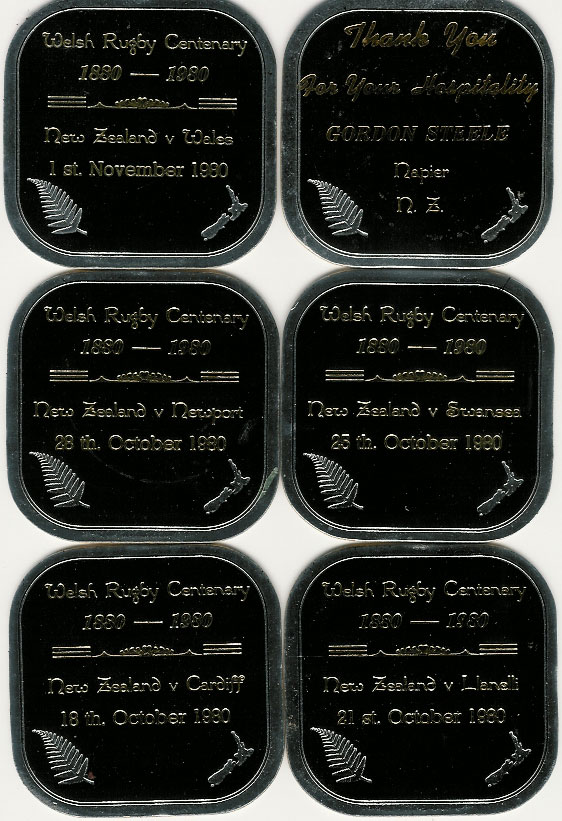 Welsh Rugby Centenary
1880 — 1980
New Zealand v Wales
1 st. November 1980
Thank You
For Your Hospitality
GORDON STEELE
Napier
N. Z.
Welsh Rugby Centenary
1880 — 1980
New Zealand v Newport
28 th. October 1980
Welsh Rugby Centenary
1880 — 1980
New Zealand v Swansea
25 th. October 1980
Welsh Rugby Centenary
1880 — 1980
New Zealand v Cardiff
18 th. October 1980
Welsh Rugby Centenary
1880 — 1980
New Zealand v Llanelli
21 st. October 1980